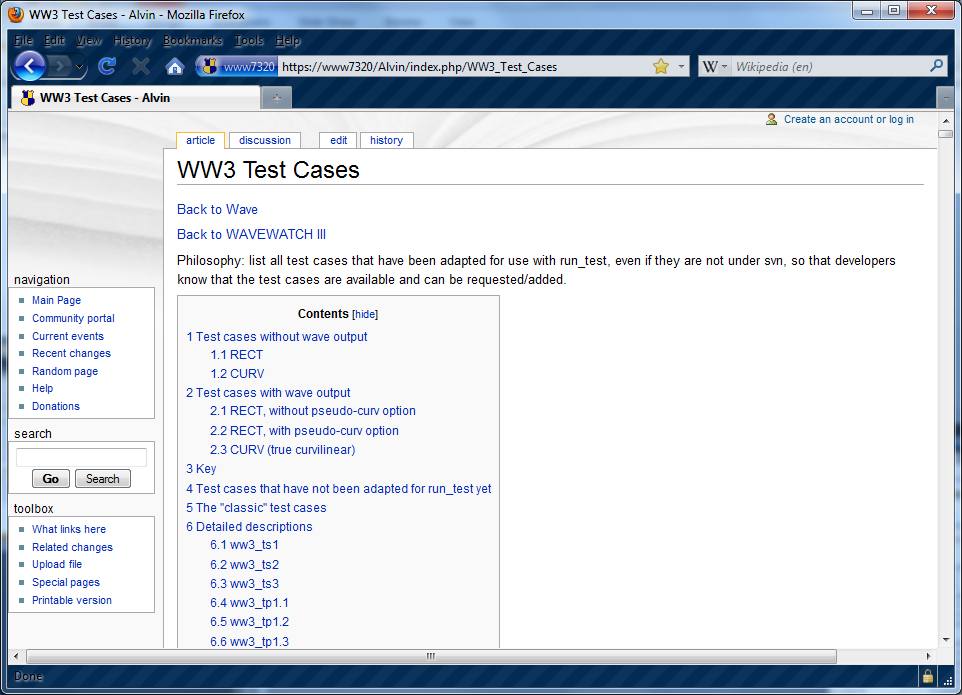 WW3 Test Cases - Alvin - Mozilla Firefox
File Edit View History Bookmarks Tools Help
www7320 https://www7320/Alvin/index.php/WW3_Test_Cases W Wikipedia (en)
WW3 Test Cases - Alvin
Create an account or log in
article discussion edit history
WW3 Test Cases
Back to Wave
Back to WAVEWATCH III
Philosophy: list all test cases that have been adapted for use with run_test, even if they are not under svn, so that developers
know that the test cases are available and can be requested/added.
navigation
Main Page
Community portal
Current events
Recent changes
Random page
Help
Donations
search
Go Search
toolbox
What links here
Related changes
Upload file
Special pages
Printable version
Contents [hide]
1 Test cases without wave output
1.1 RECT
1.2 CURV
2 Test cases with wave output
2.1 RECT, without pseudo-curv option
2.2 RECT, with pseudo-curv option
2.3 CURV (true curvilinear)
3 Key
4 Test cases that have not been adapted for run_test yet
5 The "classic" test cases
6 Detailed descriptions
6.1 ww3_ts1
6.2 ww3_ts2
6.3 ww3_ts3
6.4 ww3_tp1.1
6.5 ww3_tp1.2
6.6 ww3_tp1.3
Done